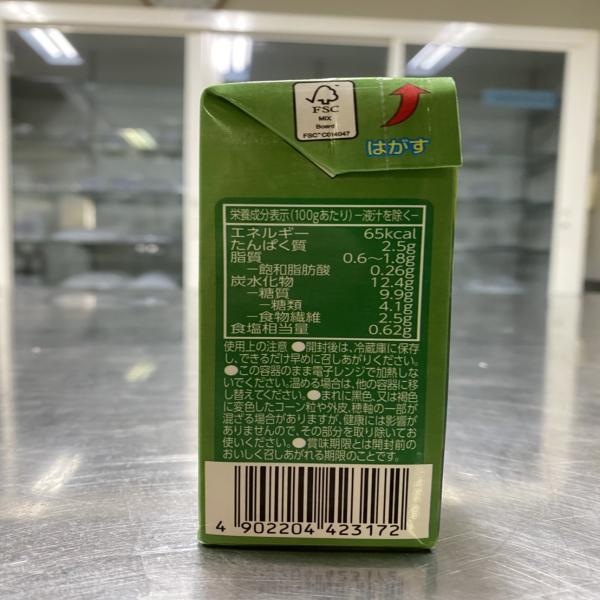 FSC
MIX
Board
FSC™ C014047
はがす
栄養成分表示(100gあたり)ー液汁を除くー
エネルギー 65kcal
たんぱく質 2.5g
脂質 0.6〜1.8g
ー飽和脂肪酸 0.26g
炭水化物 12.4g
ー糖質 9.9g
ー糖類 4.1g
ー食物繊維 2.5g
食塩相当量 0.62g
使用上の注意 ●開封後は、冷蔵庫に保存
し、できるだけ早めに召しあがりください。
●この容器のまま電子レンジで加熱しな
いでください。温める場合は、他の容器に移
し替えてください。●まれに黒色、又は褐色
に変色したコーン粒や外皮、穂軸の一部が
混ざる場合がありますが、健康には影響が
ありませんので、その部分を取り除いてお
使いください。●賞味期限とは開封前の
おいしく召しあがれる期限のことです。
4 902204 423172